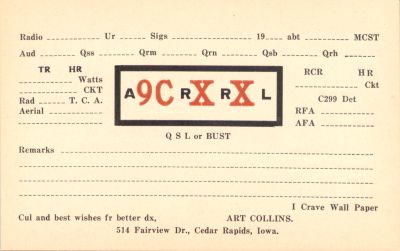 Radio ........ Ur ...... Sigs ............ 19.... abt ........ MCST
Aud ........ Qss ........ Qrm ........ Qrn ........ Qsb ........ Qrh ......
TR HR
........ Watts
........ CKT
Rad ...... T. C. A.
Aerial ............
A 9C R X R X L
RCR HR
............ Ckt
C299 Det
RFA ............
AFA ............
Q S L or BUST
Remarks ............
I Crave Wall Paper
Cul and best wishes fr better dx, ART COLLINS.
514 Fairview Dr., Cedar Rapids, Iowa.